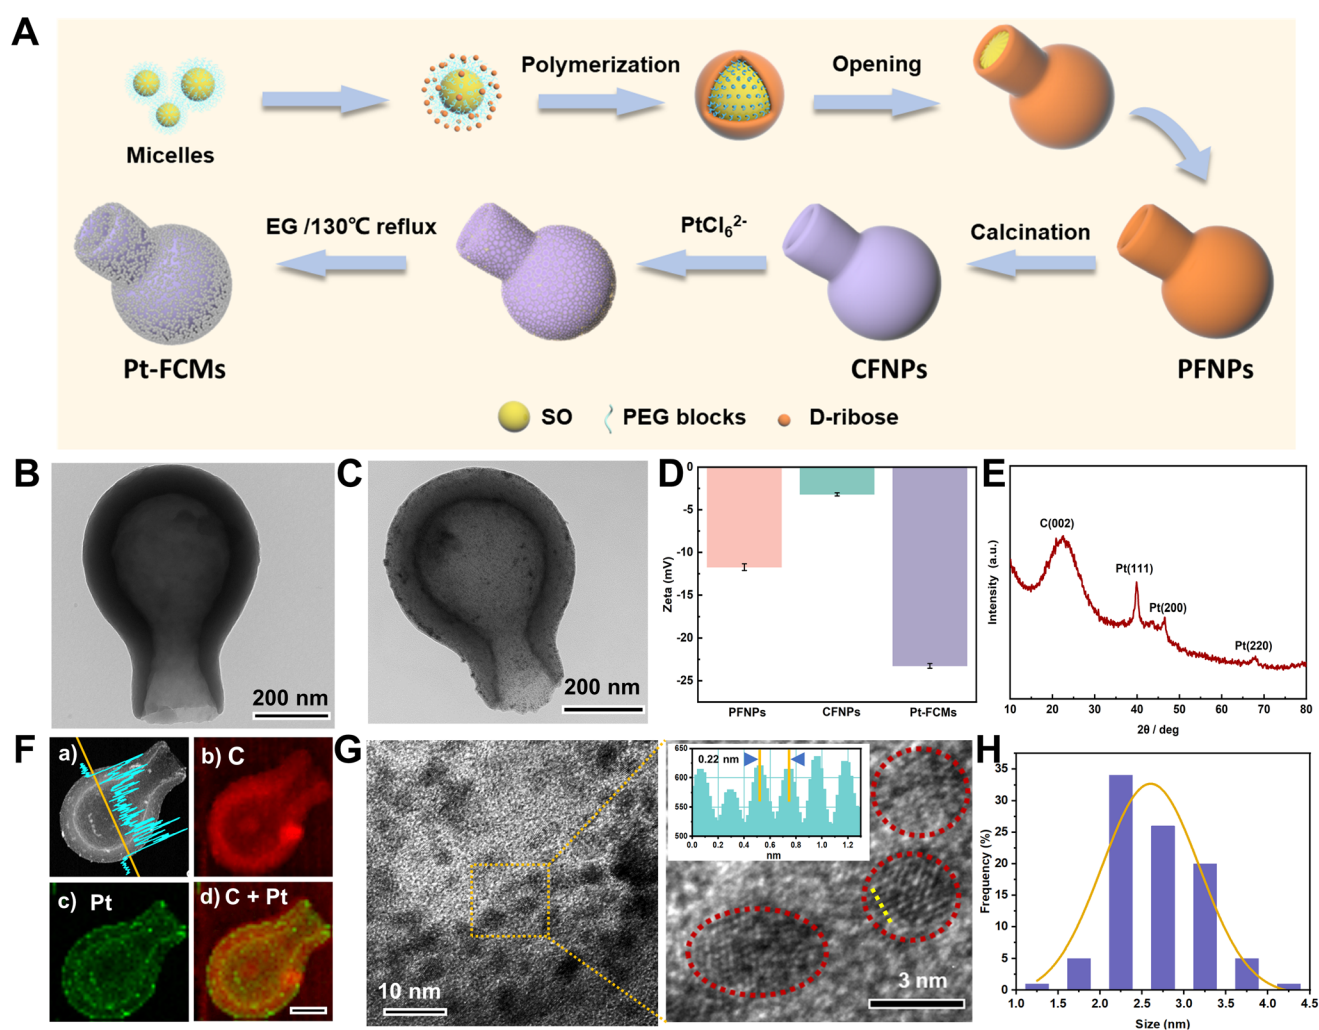 A
Micelles
Polymerization
Opening
Calcination
PtCl₆²⁻
EG /130℃ reflux
Pt-FCMs
CFNPs
PFNPs
SO
PEG blocks
D-ribose
B
200 nm
C
200 nm
D
Zeta (mV)
0
-5
-10
-15
-20
-25
PFNPs
CFNPs
Pt-FCMs
E
Intensity (a.u.)
C(002)
Pt(111)
Pt(200)
Pt(220)
10 20 30 40 50 60 70 80
2θ / deg
F
a)
b) C
c) Pt
d) C + Pt
G
10 nm
650
600
550
500
0.22 nm
0.0 0.2 0.4 0.6 0.8 1.0 1.2
nm
3 nm
H
Frequency (%)
35
30
25
20
15
10
5
0
1.0 1.5 2.0 2.5 3.0 3.5 4.0 4.5
Size (nm)